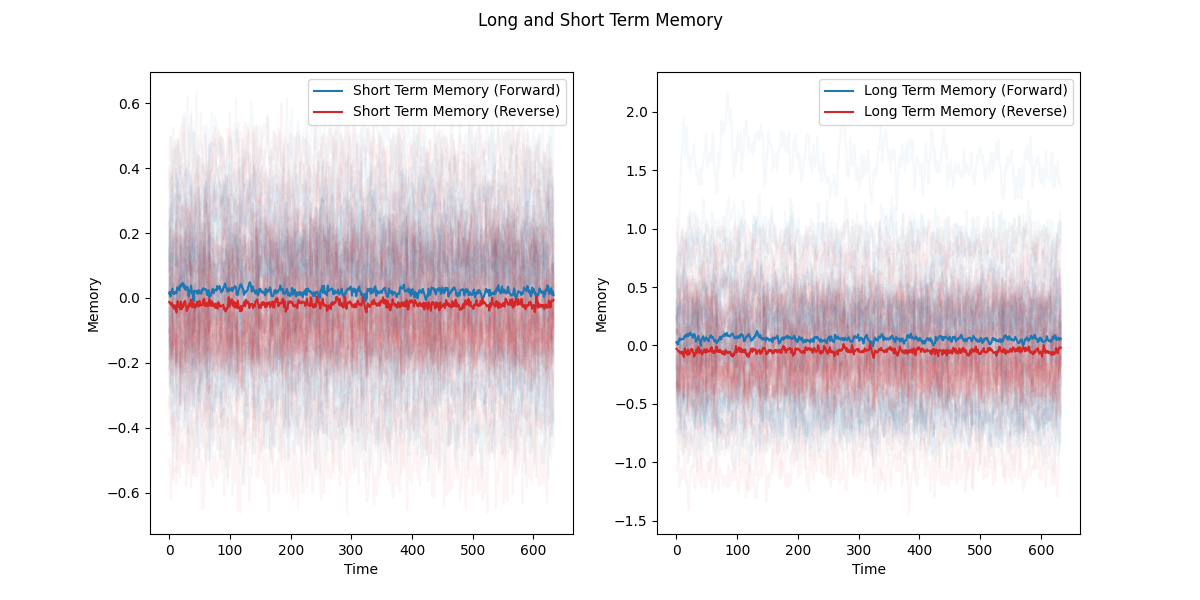 Long and Short Term Memory
Short Term Memory (Forward)
Short Term Memory (Reverse)
0.6
0.4
0.2
0.0
−0.2
−0.4
−0.6
Memory
0 100 200 300 400 500 600
Time
Long Term Memory (Forward)
Long Term Memory (Reverse)
2.0
1.5
1.0
0.5
0.0
−0.5
−1.0
−1.5
Memory
0 100 200 300 400 500 600
Time